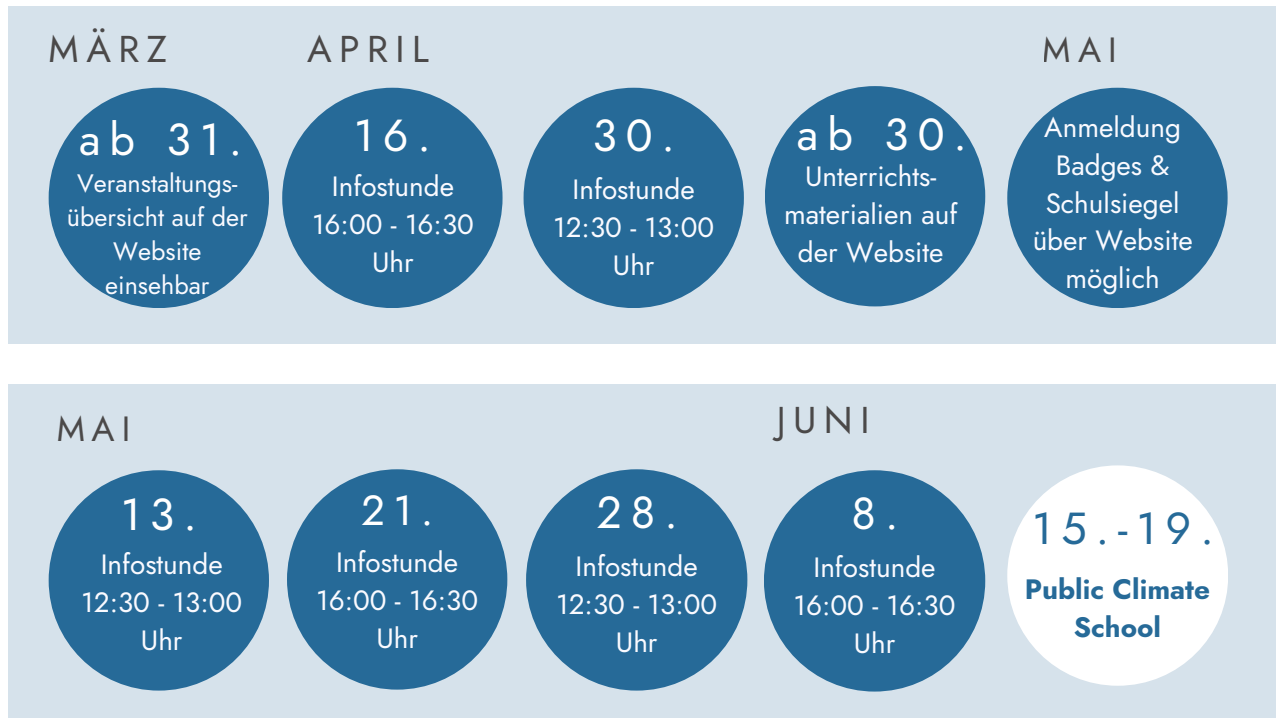 MÄRZ
APRIL
MAI
ab 31.
Veranstaltungs-
übersicht auf der
Website
einsehbar
16.
Infostunde
16:00 - 16:30
Uhr
30.
Infostunde
12:30 - 13:00
Uhr
ab 30.
Unterrichts-
materialien auf
der Website
Anmeldung
Badges &
Schulsiegel
über Website
möglich
MAI
JUNI
13.
Infostunde
12:30 - 13:00
Uhr
21.
Infostunde
16:00 - 16:30
Uhr
28.
Infostunde
12:30 - 13:00
Uhr
8.
Infostunde
16:00 - 16:30
Uhr
15.-19.
Public Climate
School